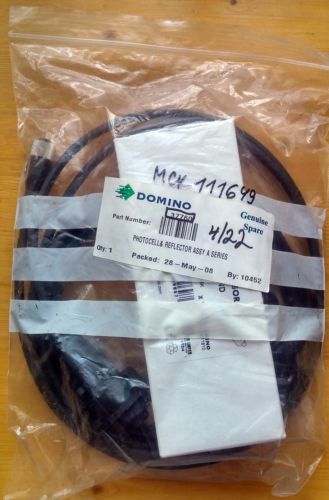 MCK 111649
DOMINO
Genuine
Spare
Part Number:
4/22
PHOTOCELL& REFLECTOR ASSY A SERIES
Qty. 1
Packed: 28-May-08
By: 10452